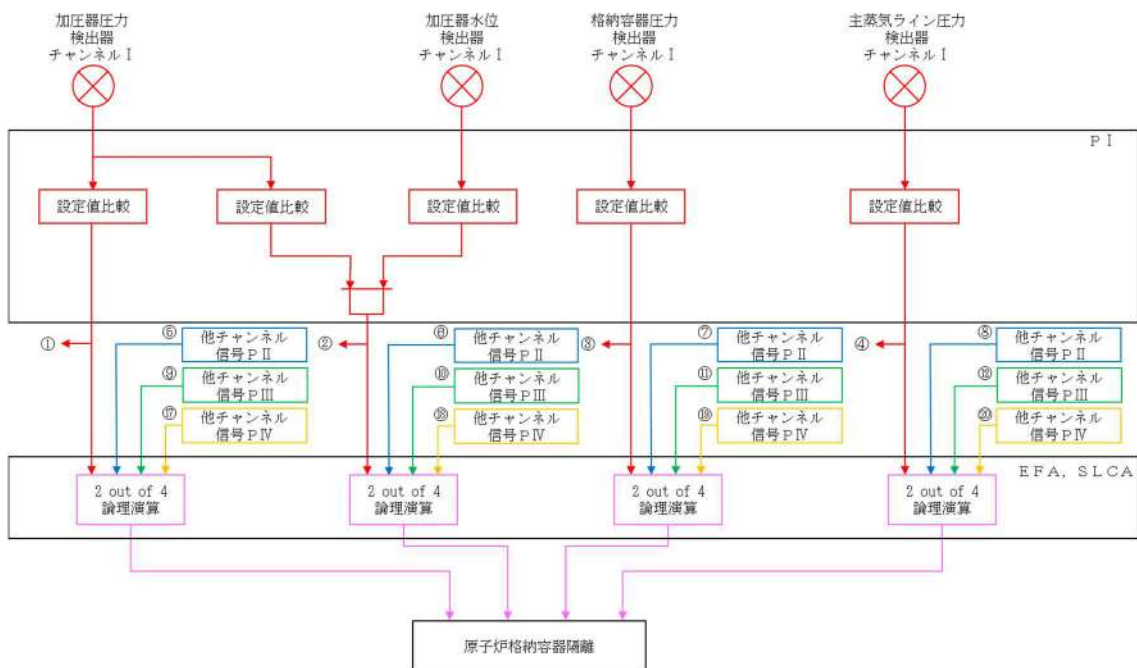 加圧器圧力
検出器
チャンネルⅠ
加圧器水位
検出器
チャンネルⅠ
格納容器圧力
検出器
チャンネルⅠ
主蒸気ライン圧力
検出器
チャンネルⅠ
ＰⅠ
設定値比較
設定値比較
設定値比較
設定値比較
設定値比較
①
⑤
他チャンネル
信号ＰⅡ
⑨
他チャンネル
信号ＰⅢ
⑰
他チャンネル
信号ＰⅣ
②
⑥
他チャンネル
信号ＰⅡ
⑩
他チャンネル
信号ＰⅢ
⑱
他チャンネル
信号ＰⅣ
③
⑦
他チャンネル
信号ＰⅡ
⑪
他チャンネル
信号ＰⅢ
⑲
他チャンネル
信号ＰⅣ
④
⑧
他チャンネル
信号ＰⅡ
⑫
他チャンネル
信号ＰⅢ
⑳
他チャンネル
信号ＰⅣ
ＥＦＡ，ＳＬＣＡ
2 out of 4
論理演算
2 out of 4
論理演算
2 out of 4
論理演算
2 out of 4
論理演算
原子炉格納容器隔離